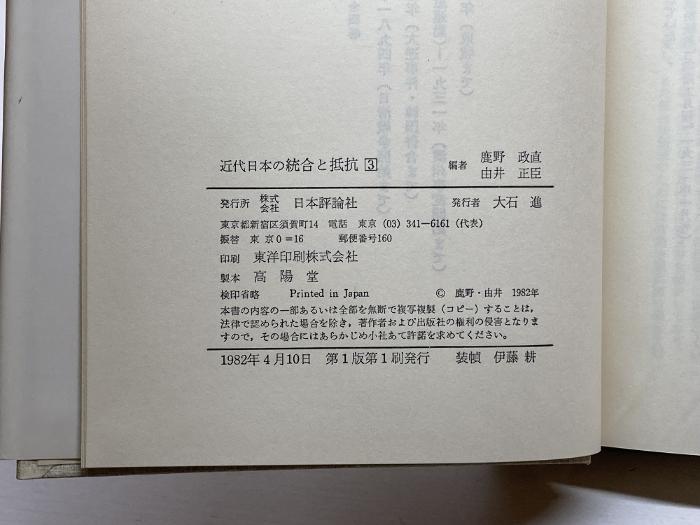 近代日本の統合と抵抗 3 編者 鹿野 政直
由井 正臣
発行所 株式会社 日本評論社 発行者 大石 進
東京都新宿区須賀町14 電話 東京 (03) 341―6161 (代表)
振替 東京0=16 郵便番号160
印刷 東洋印刷株式会社
製本 高陽堂
検印省略 Printed in Japan © 鹿野・由井 1982年
本書の内容の一部あるいは全部を無断で複写複製(コピー)することは,
法律で認められた場合を除き,著作者および出版社の権利の侵害となりま
すので,その場合にはあらかじめ小社あて許諾を求めてください。
1982年4月10日 第1版第1刷発行 装幀 伊藤 耕